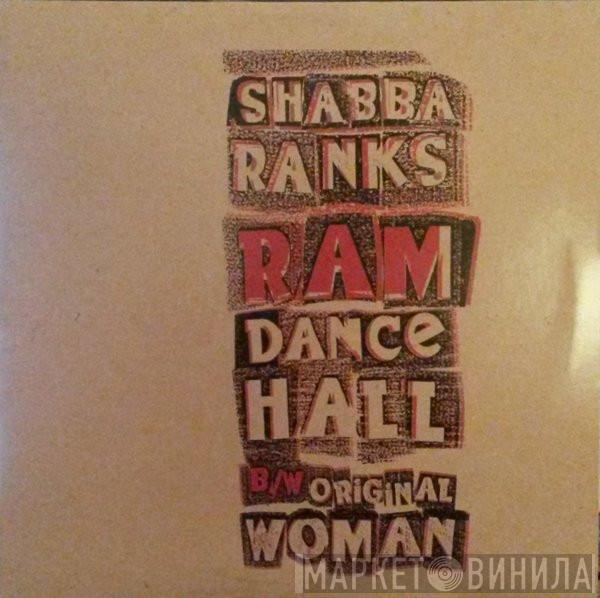 SHABBA
RANKS
RAM
DANCE
HALL
B/W ORIGINAL
WOMAN
МАРКЕТ ВИНИЛА